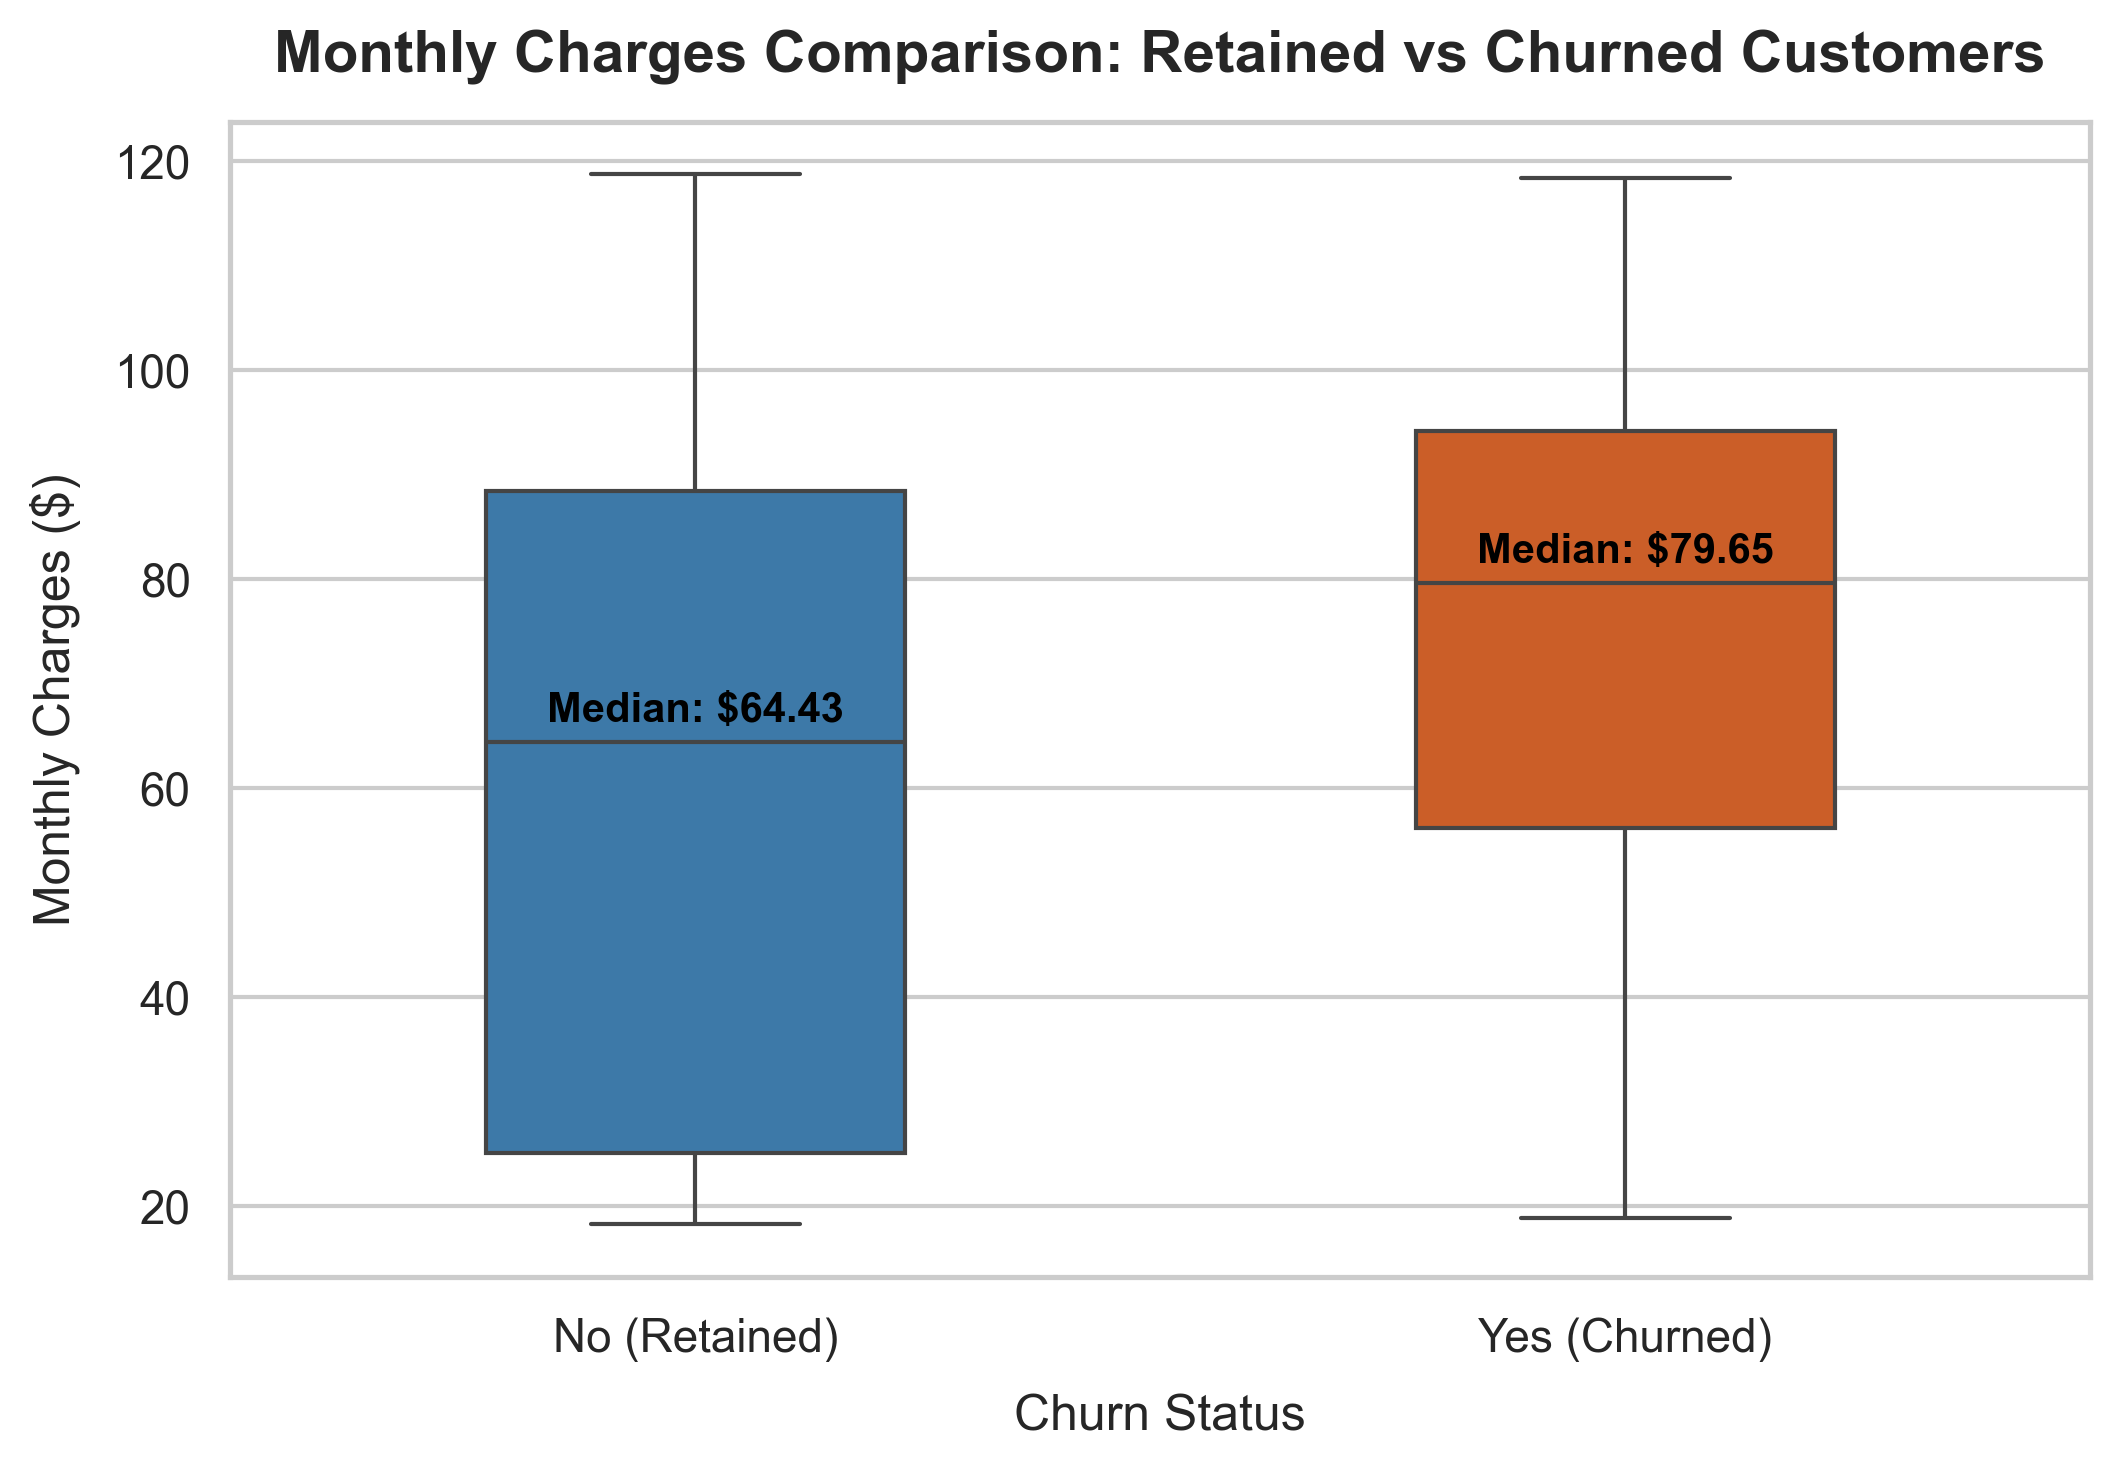 Monthly Charges Comparison: Retained vs Churned Customers
Monthly Charges ($)
120
100
80
60
40
20
Median: $64.43
Median: $79.65
No (Retained)
Yes (Churned)
Churn Status